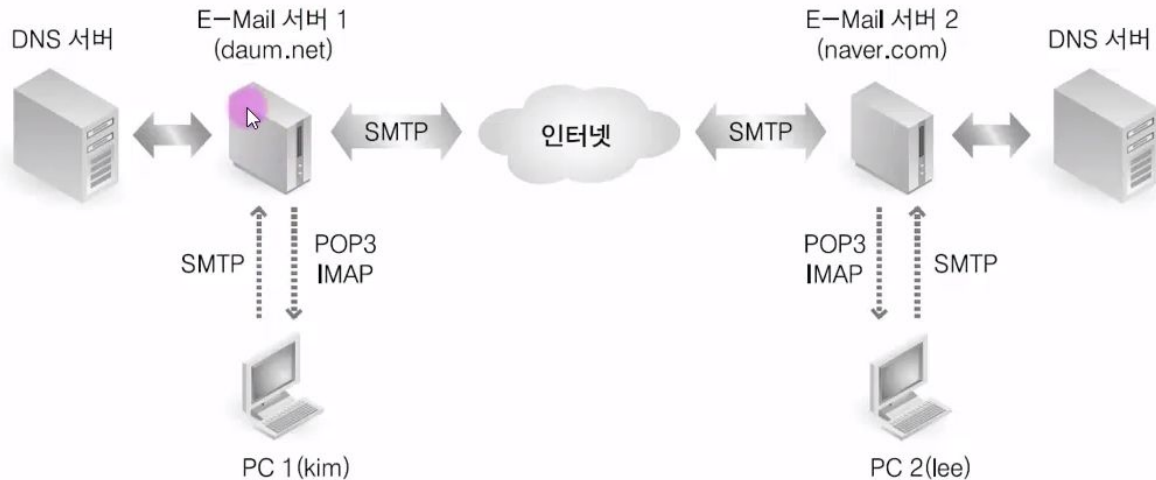 DNS 서버
E-Mail 서버 1
(daum.net)
E-Mail 서버 2
(naver.com)
DNS 서버
SMTP
인터넷
SMTP
SMTP
POP3
IMAP
POP3
IMAP
SMTP
PC 1(kim)
PC 2(lee)